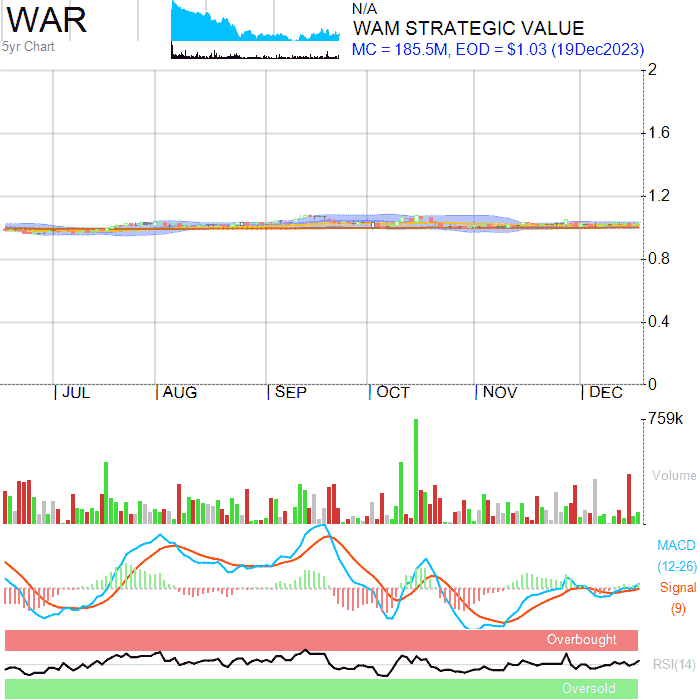 WAR
5yr Chart
N/A
WAM STRATEGIC VALUE
MC = 185.5M, EOD = $1.03 (19Dec2023)
2
1.6
1.2
0.8
0.4
0
JUL AUG SEP OCT NOV DEC
759k
Volume
MACD
(12-26)
Signal
(9)
Overbought
RSI(14)
Oversold